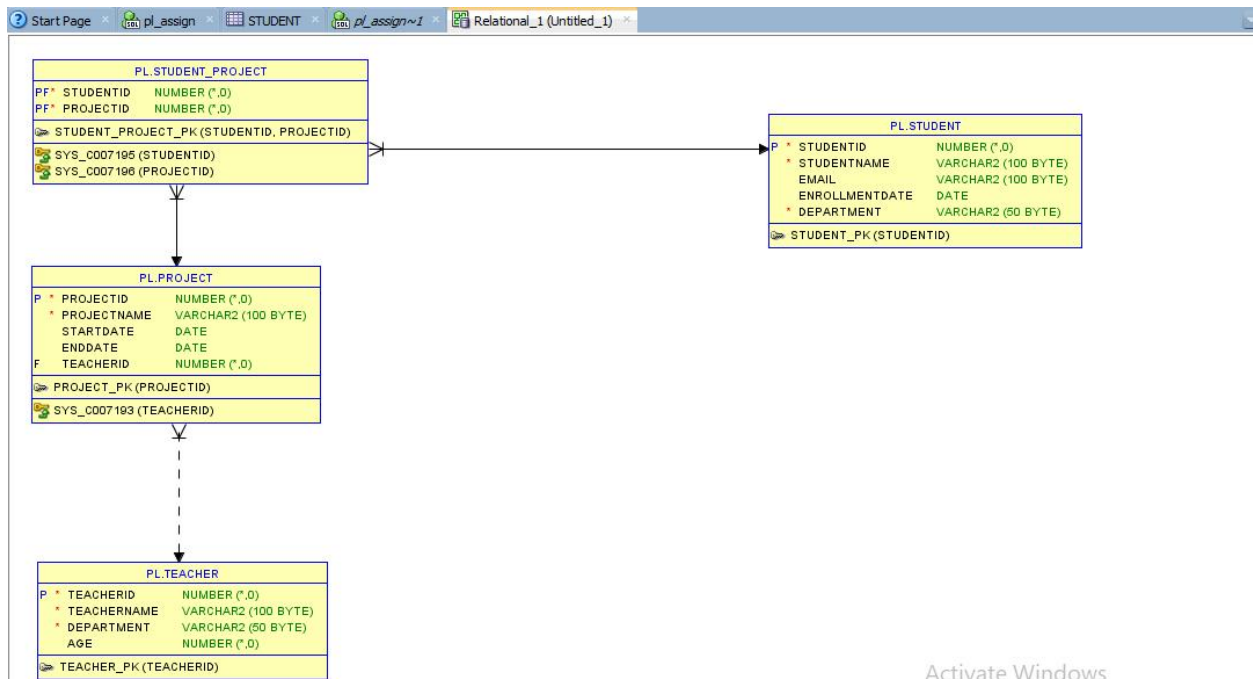 Start Page pl_assign STUDENT pl_assign~1 Relational_1 (Untitled_1)
PL.STUDENT_PROJECT
PF* STUDENTID NUMBER (*,0)
PF* PROJECTID NUMBER (*,0)
STUDENT_PROJECT_PK (STUDENTID, PROJECTID)
SYS_C007195 (STUDENTID)
SYS_C007196 (PROJECTID)
PL.STUDENT
P * STUDENTID NUMBER (*,0)
* STUDENTNAME VARCHAR2 (100 BYTE)
EMAIL VARCHAR2 (100 BYTE)
ENROLLMENTDATE DATE
* DEPARTMENT VARCHAR2 (50 BYTE)
STUDENT_PK (STUDENTID)
PL.PROJECT
P * PROJECTID NUMBER (*,0)
* PROJECTNAME VARCHAR2 (100 BYTE)
STARTDATE DATE
ENDDATE DATE
F TEACHERID NUMBER (*,0)
PROJECT_PK (PROJECTID)
SYS_C007193 (TEACHERID)
PL.TEACHER
P * TEACHERID NUMBER (*,0)
* TEACHERNAME VARCHAR2 (100 BYTE)
* DEPARTMENT VARCHAR2 (50 BYTE)
AGE NUMBER (*,0)
TEACHER_PK (TEACHERID)
Activate Windows